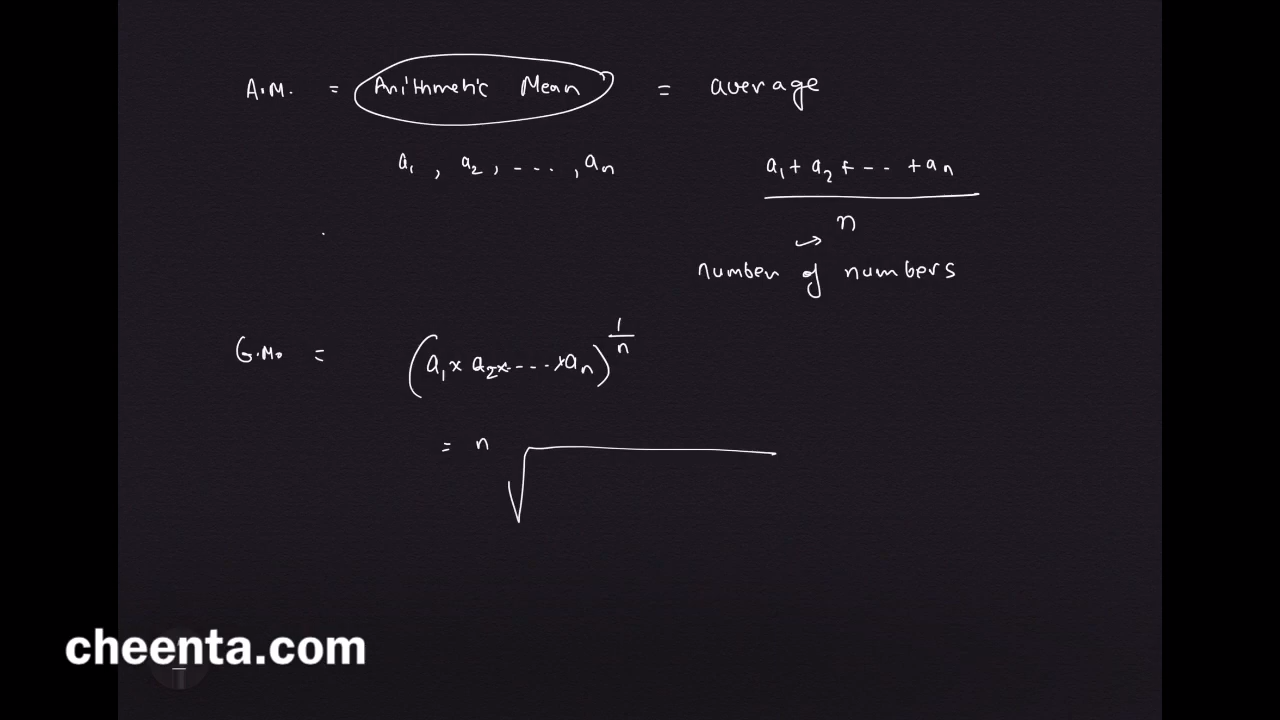 A.M. = Arithmetic Mean = average
a₁, a₂, ..., aₙ
a₁ + a₂ + ... + aₙ
n
number of numbers
G.M. = (a₁ × a₂ × ... × aₙ)^(1/n)
= n √
cheenta.com